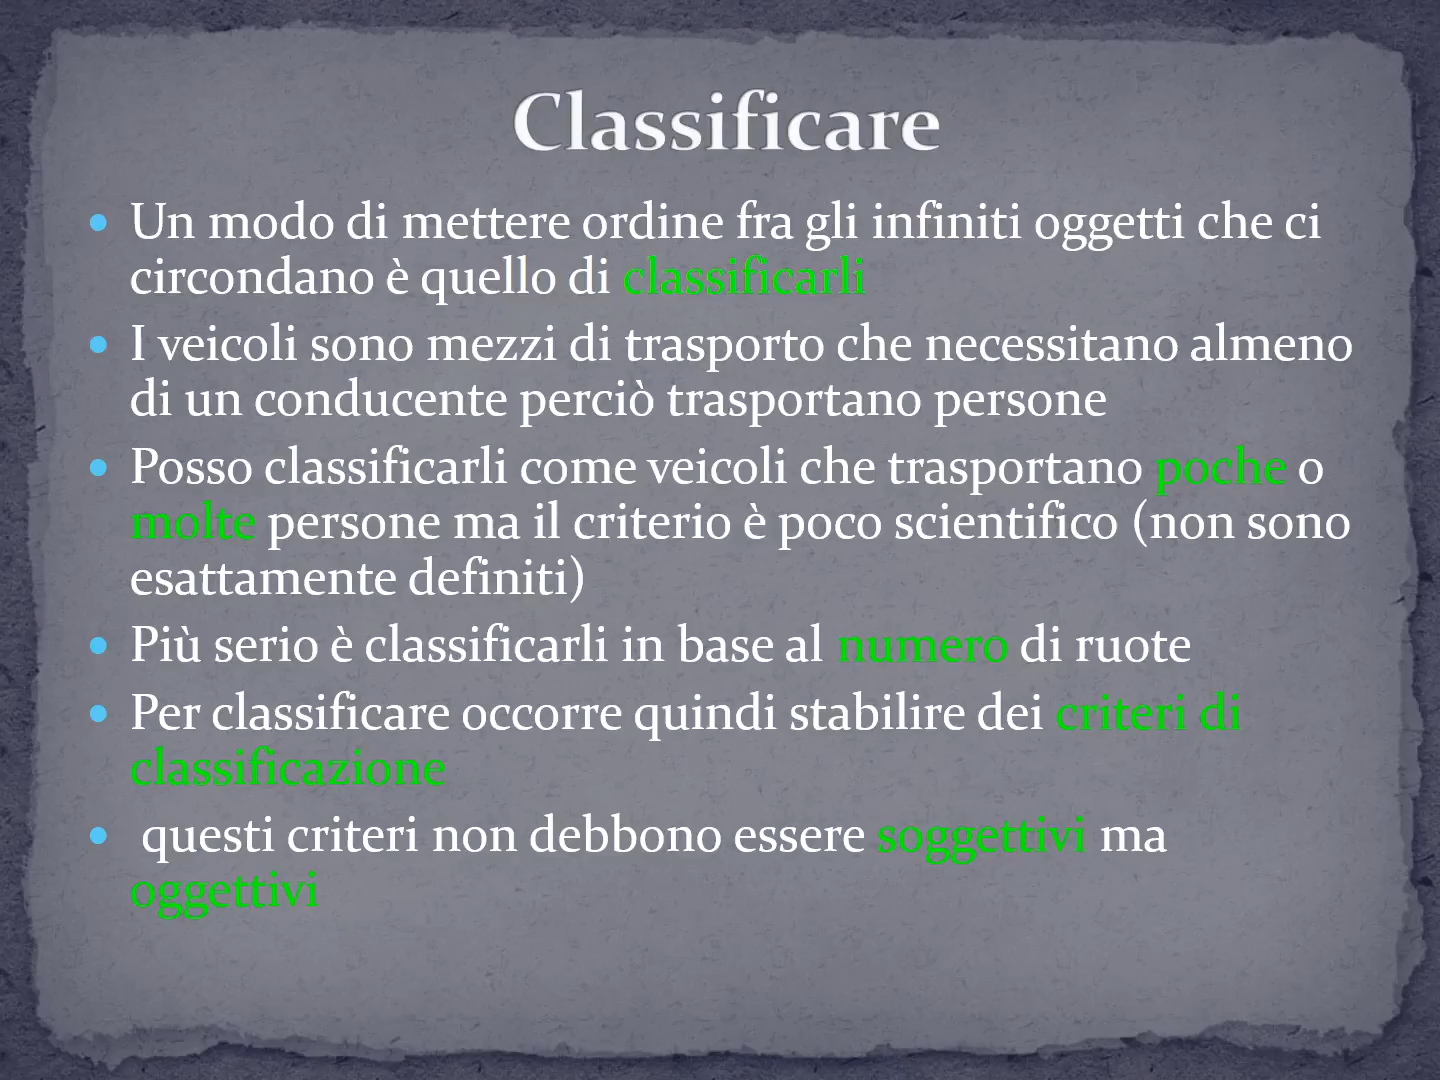 Classificare
Un modo di mettere ordine fra gli infiniti oggetti che ci
circondano è quello di classificarli
I veicoli sono mezzi di trasporto che necessitano almeno
di un conducente perciò trasportano persone
Posso classificarli come veicoli che trasportano poche o
molte persone ma il criterio è poco scientifico (non sono
esattamente definiti)
Più serio è classificarli in base al numero di ruote
Per classificare occorre quindi stabilire dei criteri di
classificazione
questi criteri non debbono essere soggettivi ma
oggettivi